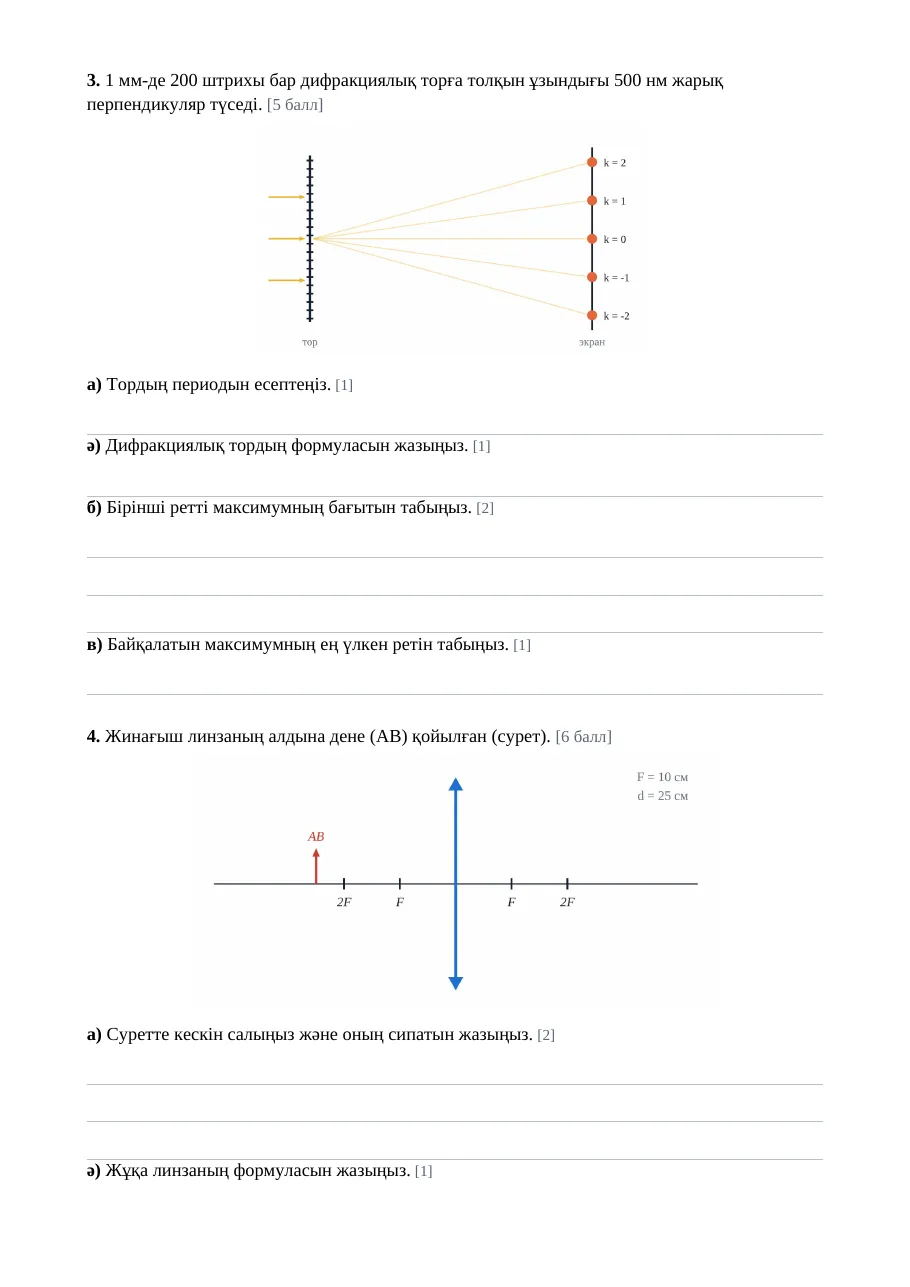 3. 1 мм-де 200 штрихы бар дифракциялық торға толқын ұзындығы 500 нм жарық
перпендикуляр түседі. [5 балл]
k = 2
k = 1
k = 0
k = -1
k = -2
тор
экран
а) Тордың периодын есептеңіз. [1]
ә) Дифракциялық тордың формуласын жазыңыз. [1]
б) Бірінші ретті максимумның бағытын табыңыз. [2]
в) Байқалатын максимумның ең үлкен ретін табыңыз. [1]
4. Жинағыш линзаның алдына дене (AB) қойылған (сурет). [6 балл]
F = 10 см
d = 25 см
AB
2F F F 2F
а) Суретте кескін салыңыз және оның сипатын жазыңыз. [2]
ә) Жұқа линзаның формуласын жазыңыз. [1]